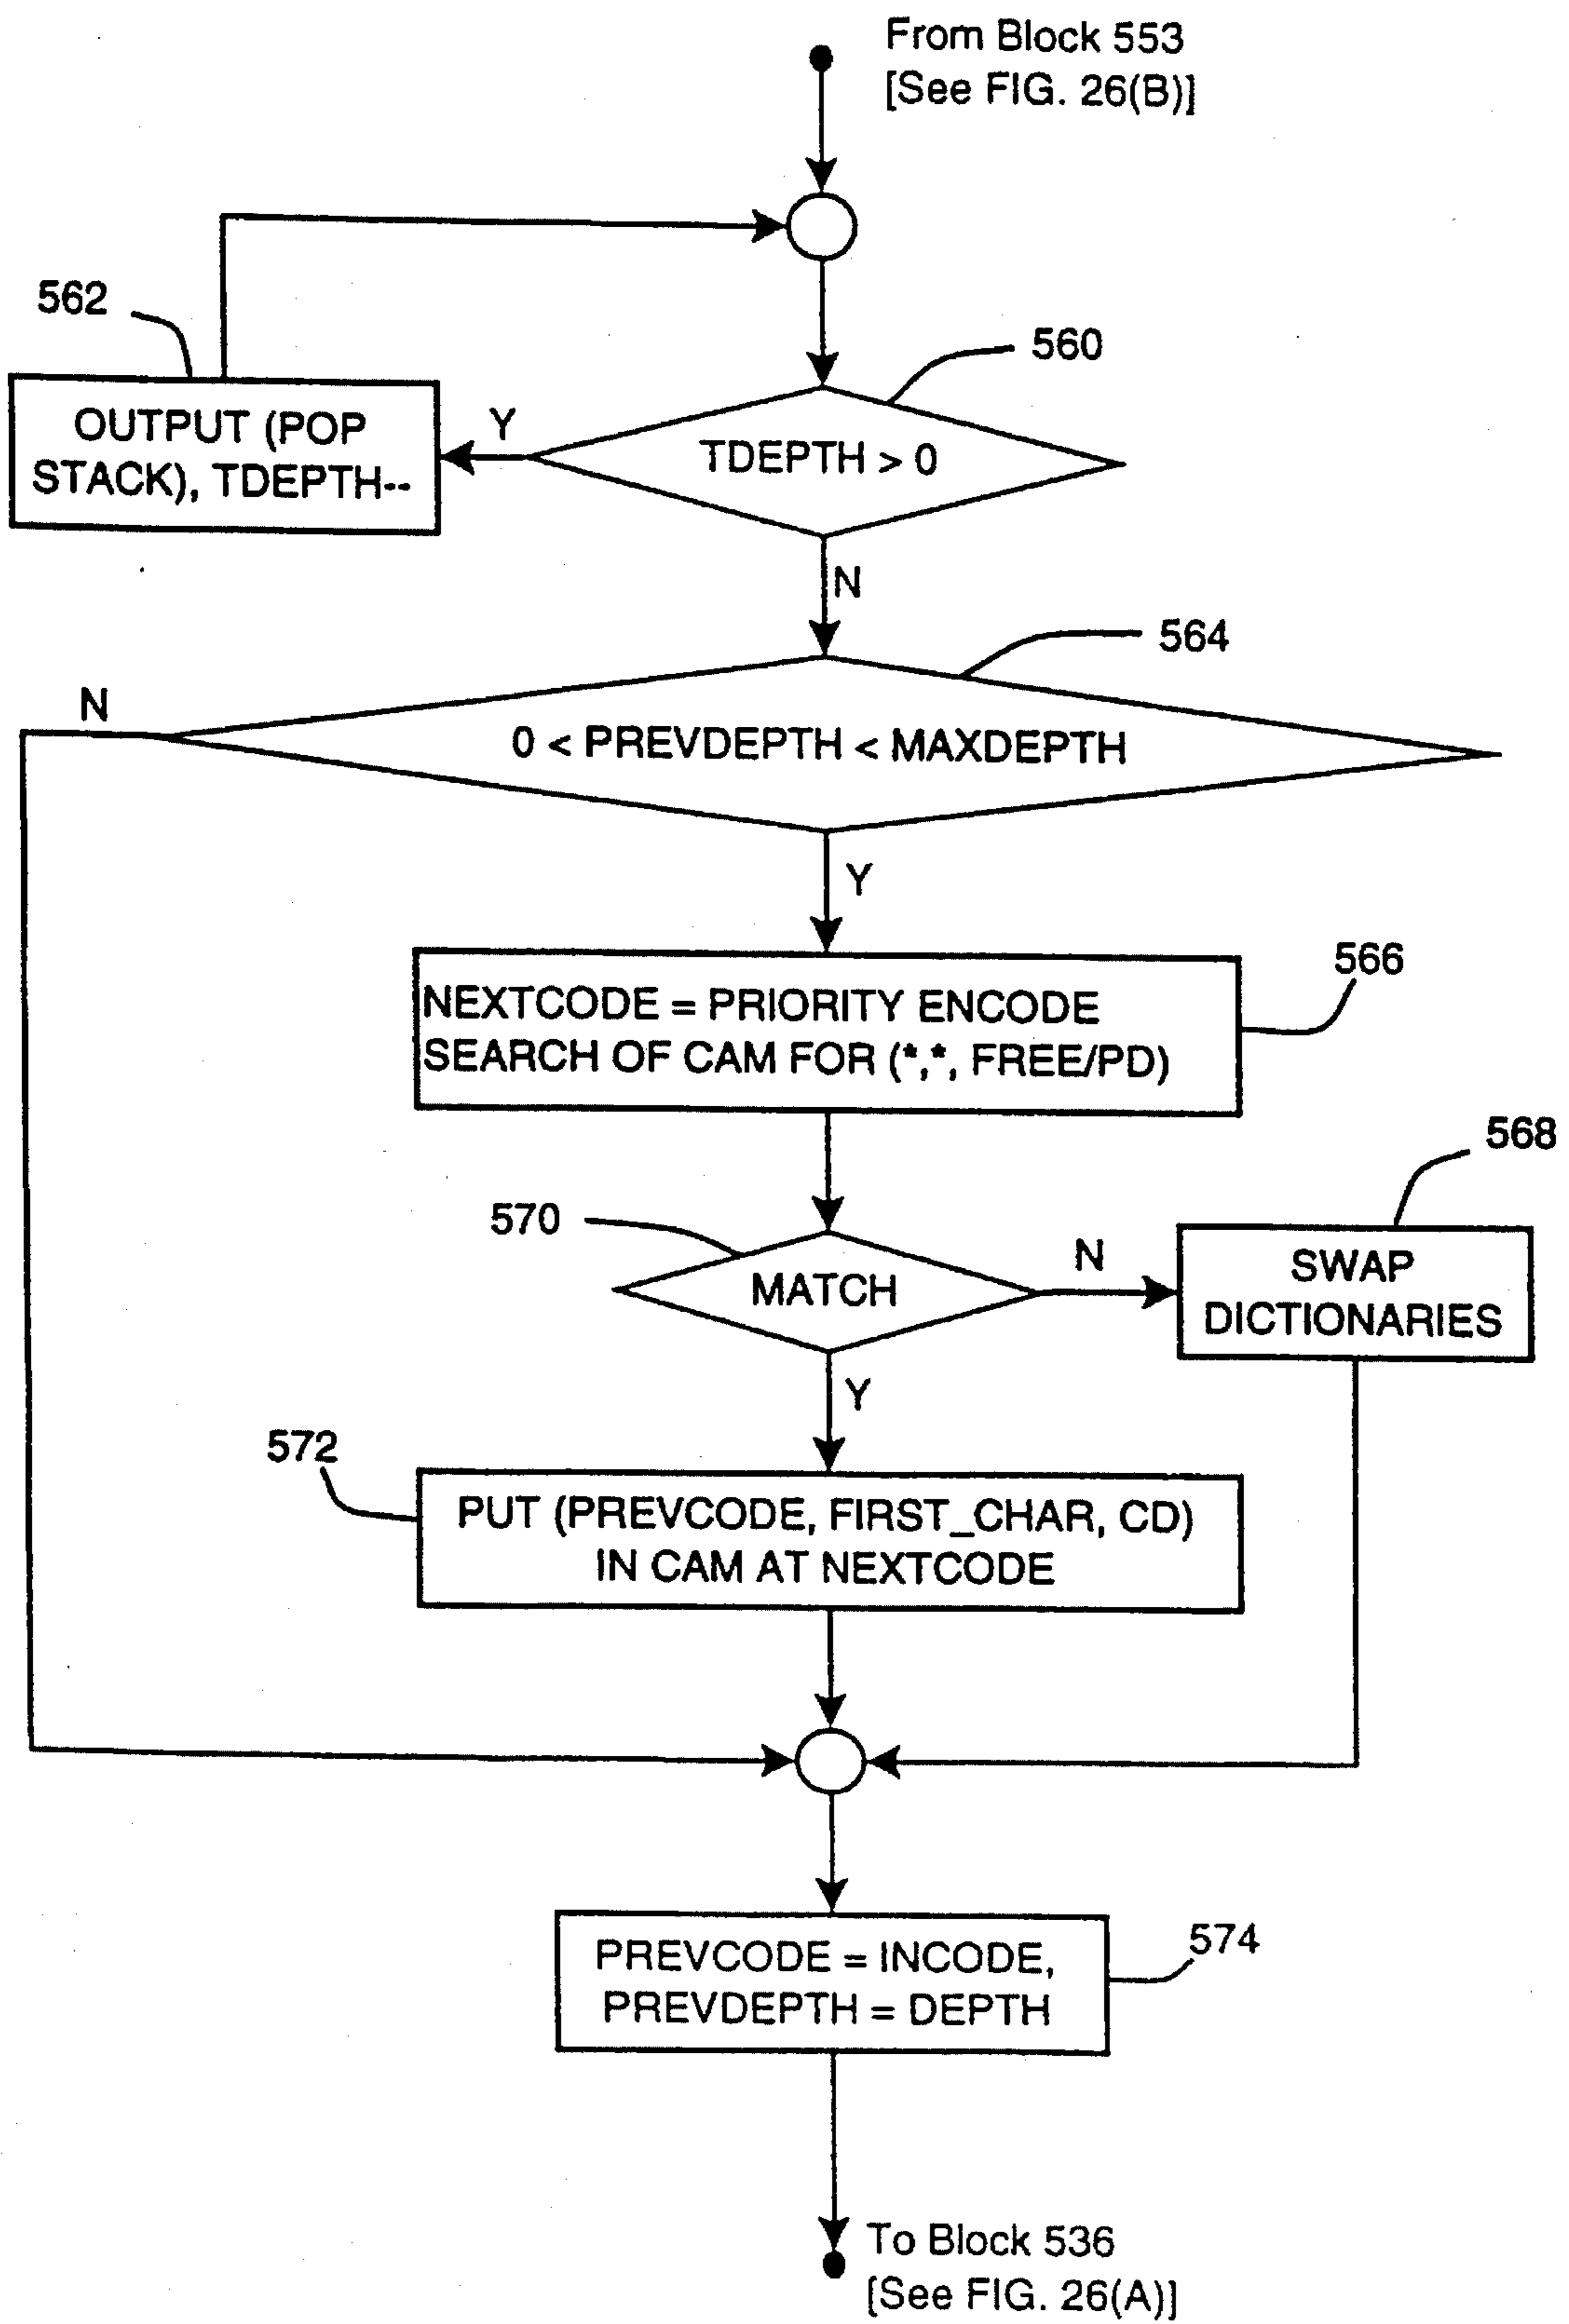 From Block 553
[See FIG. 26(B)]
562
560
OUTPUT (POP
STACK), TDEPTH--
Y
TDEPTH > 0
N
564
N
0 < PREVDEPTH < MAXDEPTH
Y
566
NEXTCODE = PRIORITY ENCODE
SEARCH OF CAM FOR (*,*, FREE/PD)
568
570
MATCH
N
SWAP
DICTIONARIES
Y
572
PUT (PREVCODE, FIRST_CHAR, CD)
IN CAM AT NEXTCODE
574
PREVCODE = INCODE,
PREVDEPTH = DEPTH
To Block 536
[See FIG. 26(A)]